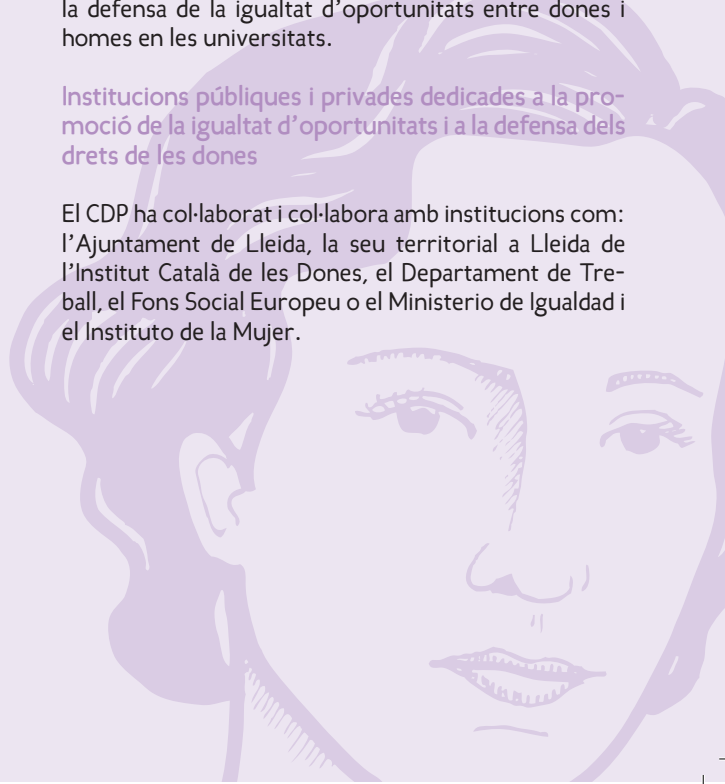 la defensa de la igualtat d’oportunitats entre dones i
homes en les universitats.
Institucions públiques i privades dedicades a la pro-
moció de la igualtat d’oportunitats i a la defensa dels
drets de les dones
El CDP ha col·laborat i col·labora amb institucions com:
l’Ajuntament de Lleida, la seu territorial a Lleida de
l’Institut Català de les Dones, el Departament de Tre-
ball, el Fons Social Europeu o el Ministerio de Igualdad i
el Instituto de la Mujer.